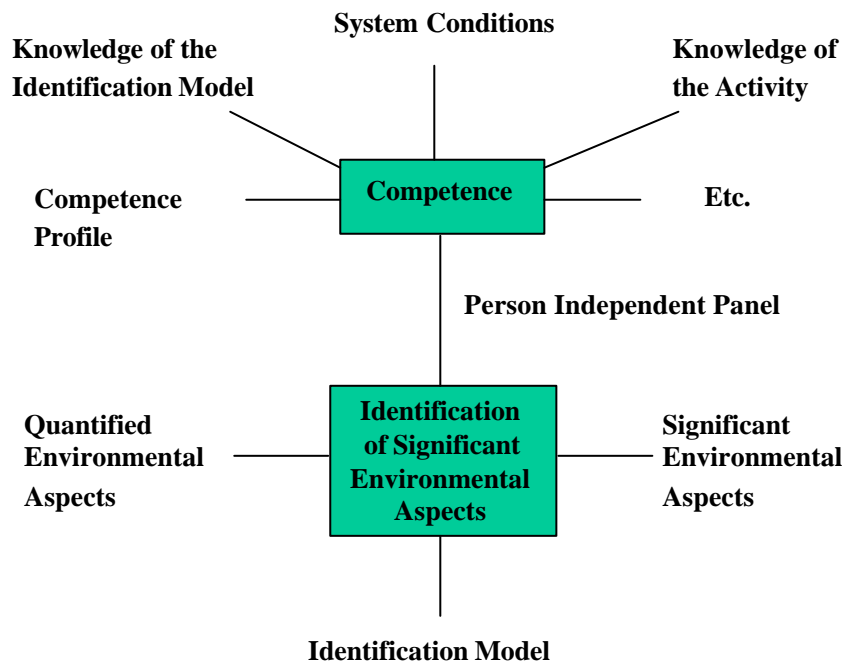 System Conditions
Knowledge of the
Identification Model
Knowledge of
the Activity
Competence
Competence
Profile
Etc.
Person Independent Panel
Quantified
Environmental
Aspects
Identification
of Significant
Environmental
Aspects
Significant
Environmental
Aspects
Identification Model